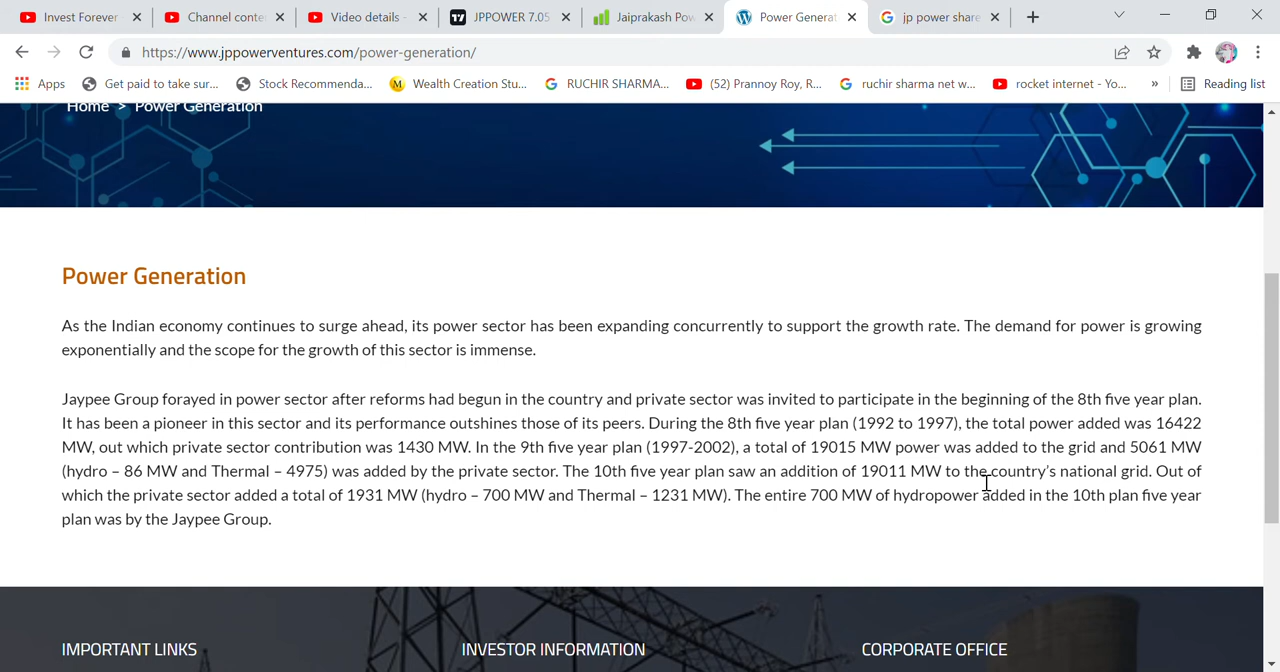 Invest Forever
Channel conte
Video details -
JPPOWER 7.05
Jaiprakash Pow
Power Generat
jp power share
https://www.jppowerventures.com/power-generation/
Apps
Get paid to take sur...
Stock Recommenda...
Wealth Creation Stu...
RUCHIR SHARMA...
(52) Prannoy Roy, R...
ruchir sharma net w...
rocket internet - Yo...
»
Reading list
Home > Power Generation
Power Generation
As the Indian economy continues to surge ahead, its power sector has been expanding concurrently to support the growth rate. The demand for power is growing
exponentially and the scope for the growth of this sector is immense.
Jaypee Group forayed in power sector after reforms had begun in the country and private sector was invited to participate in the beginning of the 8th five year plan.
It has been a pioneer in this sector and its performance outshines those of its peers. During the 8th five year plan (1992 to 1997), the total power added was 16422
MW, out which private sector contribution was 1430 MW. In the 9th five year plan (1997-2002), a total of 19015 MW power was added to the grid and 5061 MW
(hydro – 86 MW and Thermal – 4975) was added by the private sector. The 10th five year plan saw an addition of 19011 MW to the country's national grid. Out of
which the private sector added a total of 1931 MW (hydro – 700 MW and Thermal – 1231 MW). The entire 700 MW of hydropower added in the 10th plan five year
plan was by the Jaypee Group.
IMPORTANT LINKS
INVESTOR INFORMATION
CORPORATE OFFICE